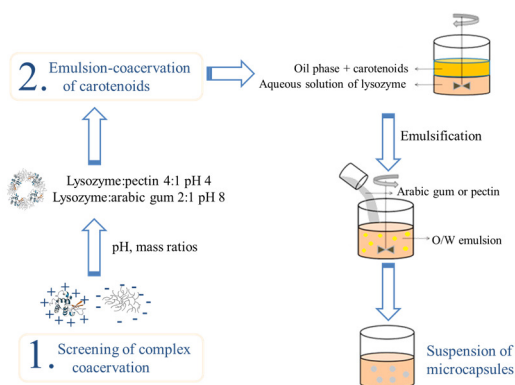 2. Emulsion-coacervation
of carotenoids
Oil phase + carotenoids
Aqueous solution of lysozyme
Emulsification
Lysozyme:pectin 4:1 pH 4
Lysozyme:arabic gum 2:1 pH 8
Arabic gum or pectin
pH, mass ratios
O/W emulsion
1. Screening of complex
coacervation
Suspension of
microcapsules